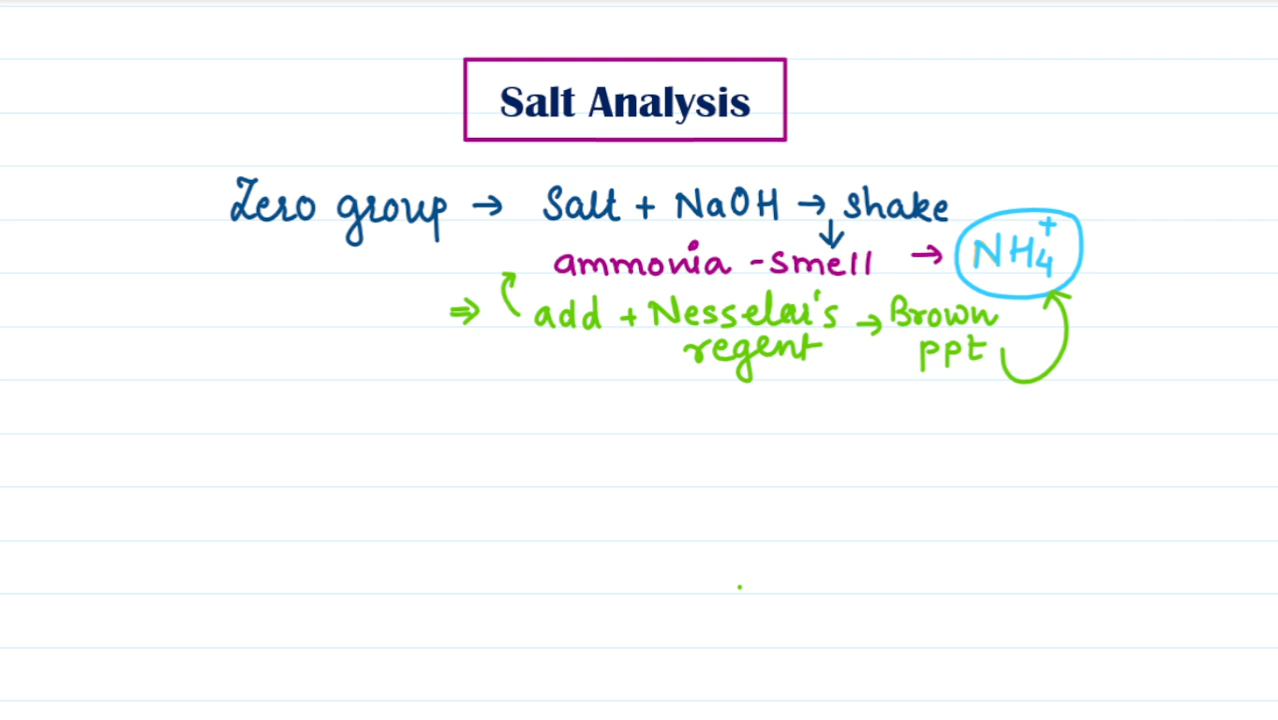 Salt Analysis
Zero group → Salt + NaOH → shake
↓
ammonia - smell → NH₄⁺
⇒ add + Nesselar's → Brown
regent ppt